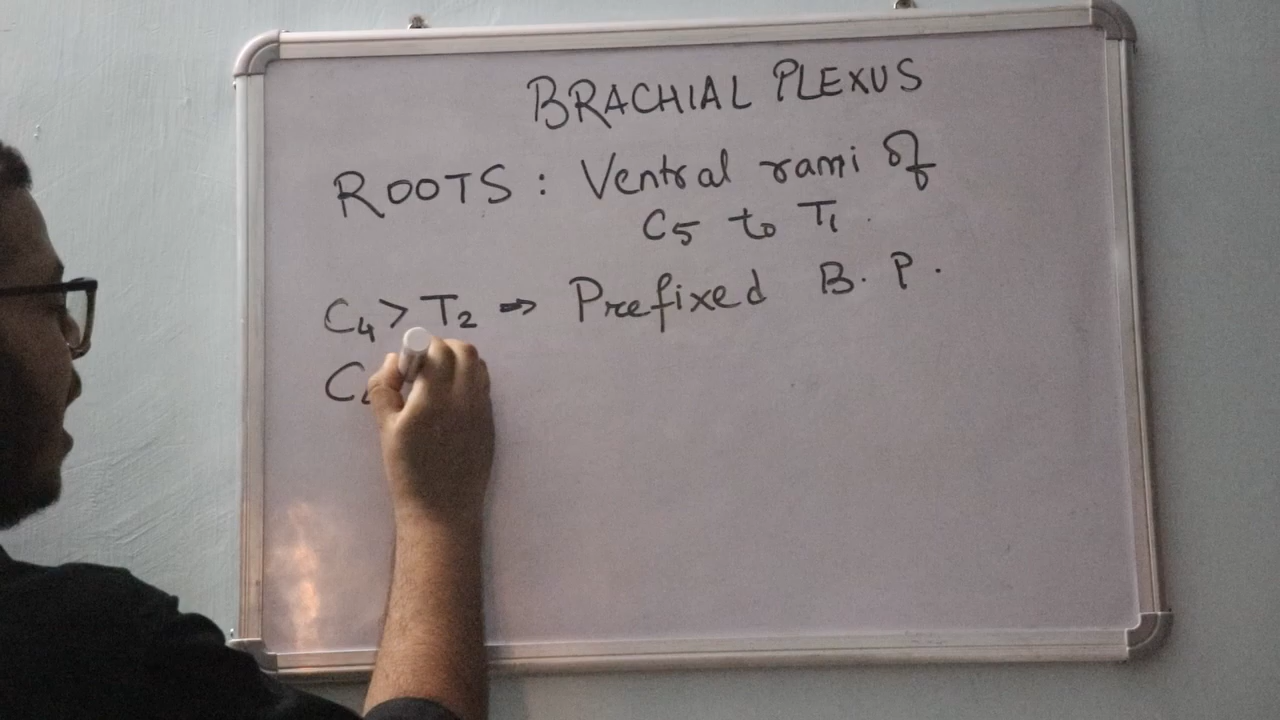 BRACHIAL PLEXUS
ROOTS : Ventral rami of
C5 to T1.
C4 > T2 ⇒ Prefixed B. P.
C